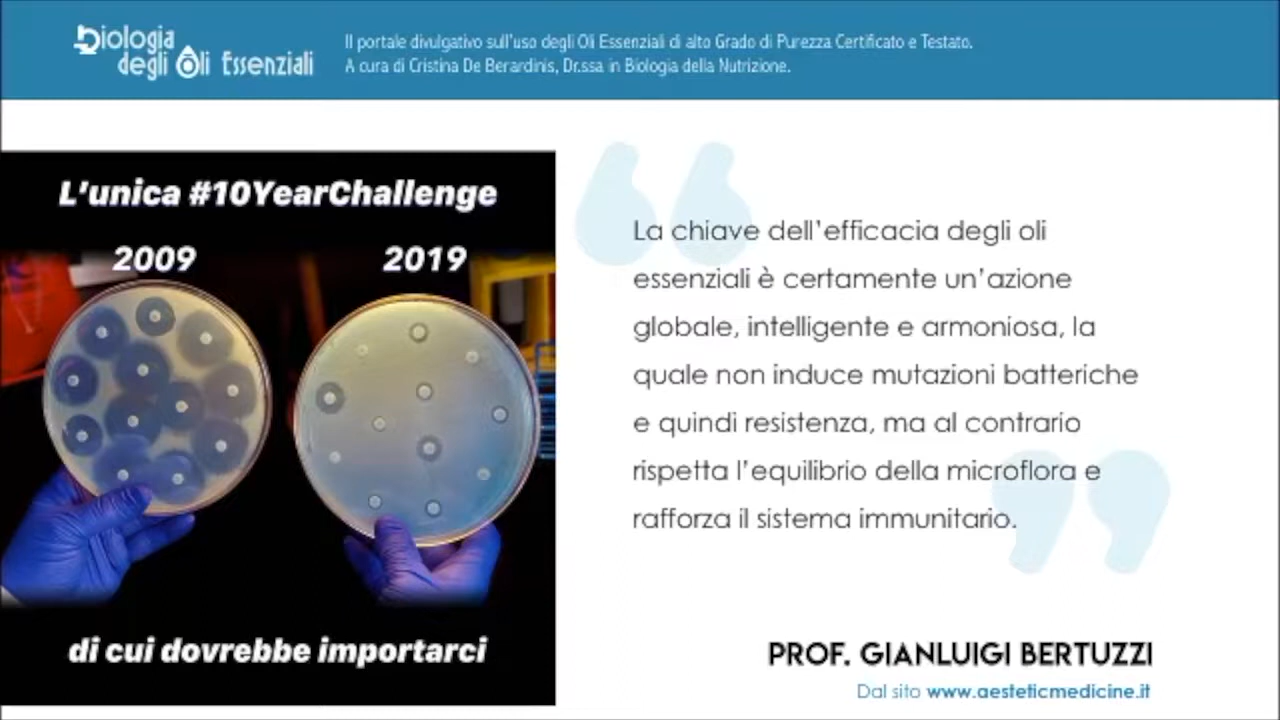 Biologia
degli Oli Essenziali
Il portale divulgativo sull'uso degli Oli Essenziali di alto Grado di Purezza Certificato e Testato.
A cura di Cristina De Berardinis, Dr.ssa in Biologia della Nutrizione.
L'unica #10YearChallenge
2009 2019
di cui dovrebbe importarci
La chiave dell'efficacia degli oli
essenziali è certamente un'azione
globale, intelligente e armoniosa, la
quale non induce mutazioni batteriche
e quindi resistenza, ma al contrario
rispetta l'equilibrio della microflora e
rafforza il sistema immunitario.
PROF. GIANLUIGI BERTUZZI
Dal sito www.aesteticmedicine.it